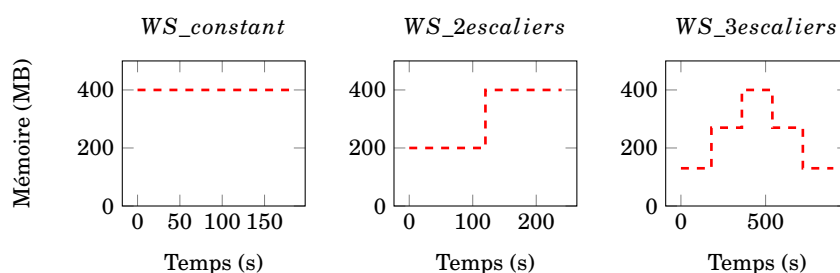 WS_constant WS_2escaliers WS_3escaliers
Mémoire (MB)
400 400 400
200 200 200
0 0 0
0 50 100 150 0 100 200 0 500
Temps (s) Temps (s) Temps (s)